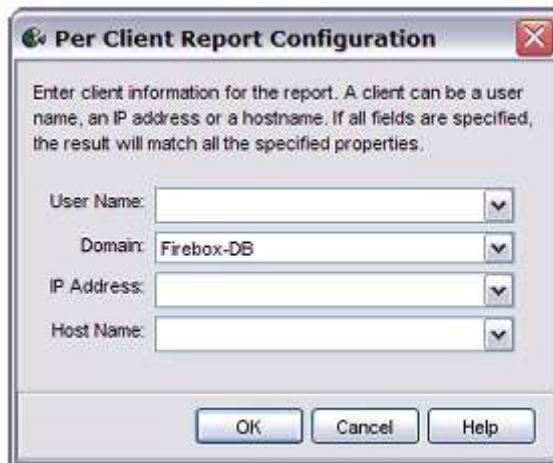 Per Client Report Configuration
Enter client information for the report. A client can be a user
name, an IP address or a hostname. If all fields are specified,
the result will match all the specified properties.
User Name:
Domain: Firebox-DB
IP Address:
Host Name:
OK Cancel Help